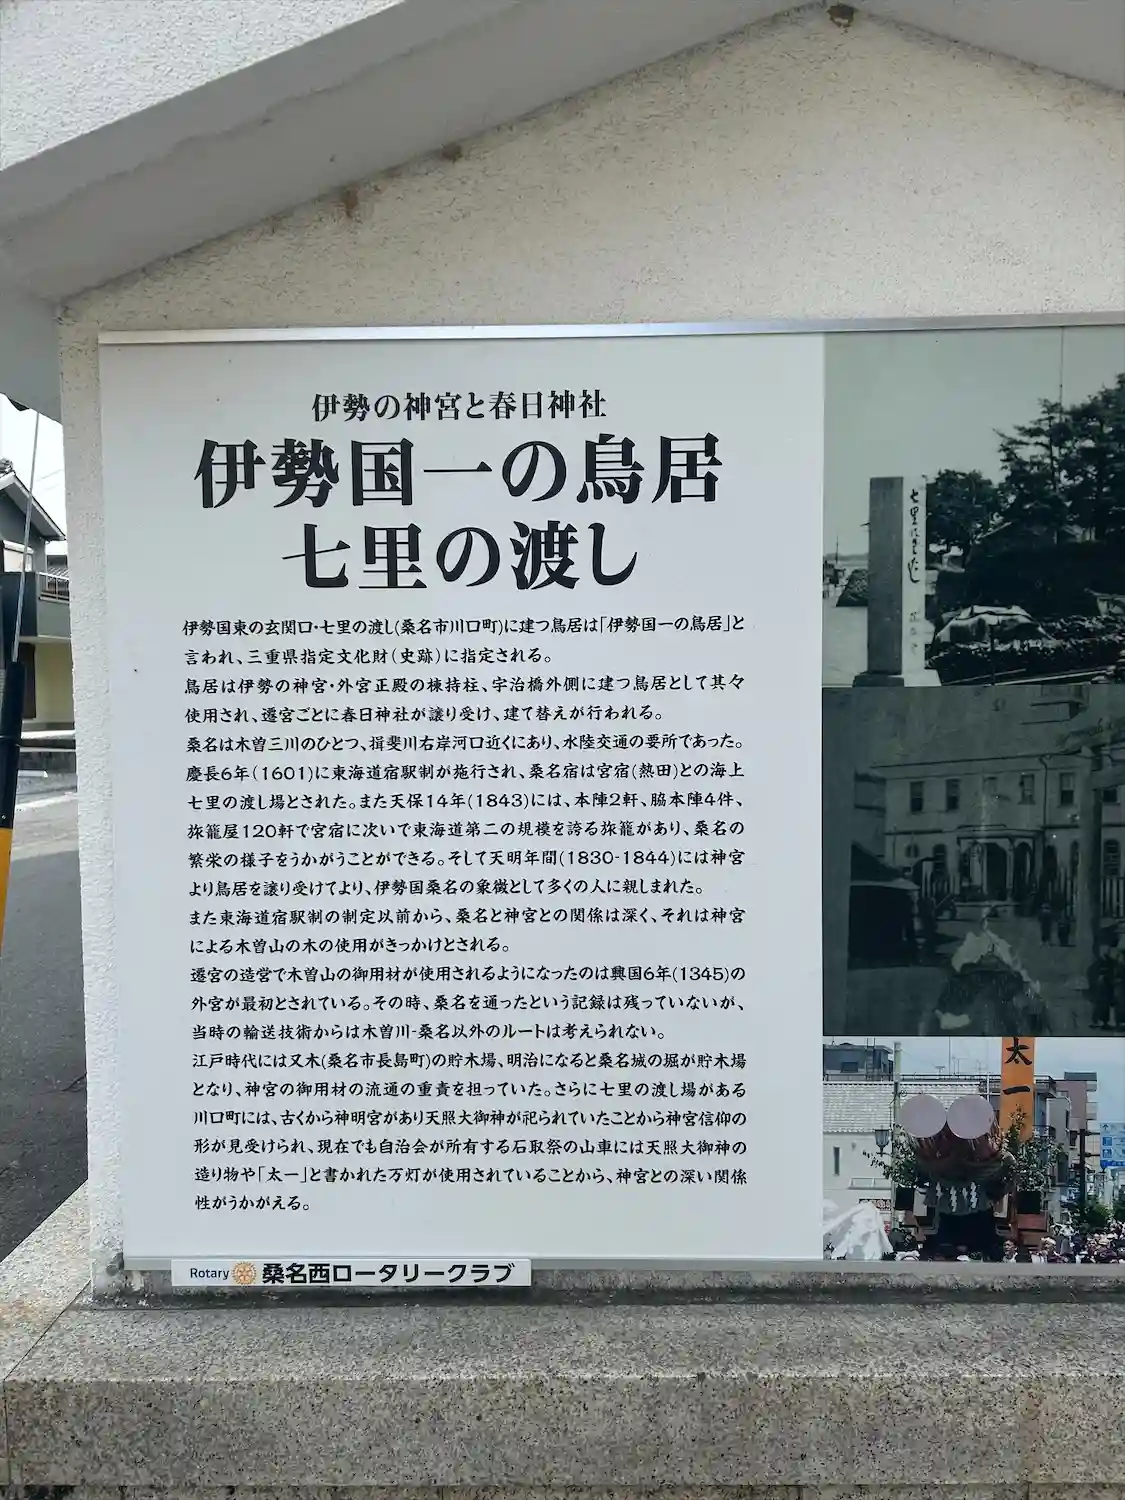 伊勢の神宮と春日神社
伊勢国一の鳥居
七里の渡し
伊勢国東の玄関口・七里の渡し(桑名市川口町)に建つ鳥居は「伊勢国一の鳥居」と
言われ、三重県指定文化財(史跡)に指定される。
鳥居は伊勢の神宮・外宮正殿の棟持柱、宇治橋外側に建つ鳥居として其々
使用され、遷宮ごとに春日神社が譲り受け、建て替えが行われる。
桑名は木曽三川のひとつ、揖斐川右岸河口近くにあり、水陸交通の要所であった。
慶長6年(1601)に東海道宿駅制が施行され、桑名宿は宮宿(熱田)との海上
七里の渡し場とされた。また天保14年(1843)には、本陣2軒、脇本陣4件、
旅籠屋120軒で宮宿に次いで東海道第二の規模を誇る旅籠があり、桑名の
繁栄の様子をうかがうことができる。そして天明年間(1830-1844)には神宮
より鳥居を譲り受けてより、伊勢国桑名の象徴として多くの人に親しまれた。
また東海道宿駅制の制定以前から、桑名と神宮との関係は深く、それは神宮
による木曽山の木の使用がきっかけとされる。
遷宮の造営で木曽山の御用材が使用されるようになったのは興国6年(1345)の
外宮が最初とされている。その時、桑名を通ったという記録は残っていないが、
当時の輸送技術からは木曽川-桑名以外のルートは考えられない。
江戸時代には又木(桑名市長島町)の貯木場、明治になると桑名城の堀が貯木場
となり、神宮の御用材の流通の重責を担っていた。さらに七里の渡し場がある
川口町には、古くから神明宮があり天照大御神が祀られていたことから神宮信仰の
形が見受けられ、現在でも自治会が所有する石取祭の山車には天照大御神の
造り物や「太一」と書かれた万灯が使用されていることから、神宮との深い関係
性がうかがえる。
Rotary 桑名西ロータリークラブ
七里のわたし
太一